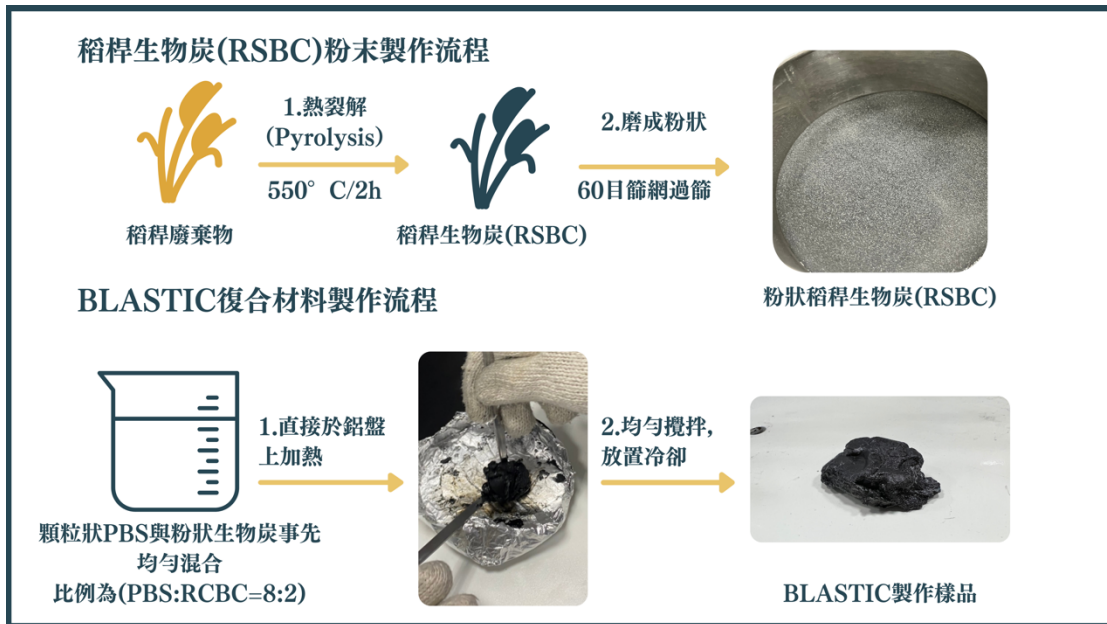 稻稈生物炭(RSBC)粉末製作流程
1.熱裂解
(Pyrolysis)
550° C/2h
稻稈廢棄物
稻稈生物炭(RSBC)
2.磨成粉狀
60目篩網過篩
粉狀稻稈生物炭(RSBC)
BLASTIC復合材料製作流程
顆粒狀PBS與粉狀生物炭事先
均勻混合
比例為(PBS:RCBC=8:2)
1.直接於鋁盤
上加熱
2.均勻攪拌,
放置冷卻
BLASTIC製作樣品